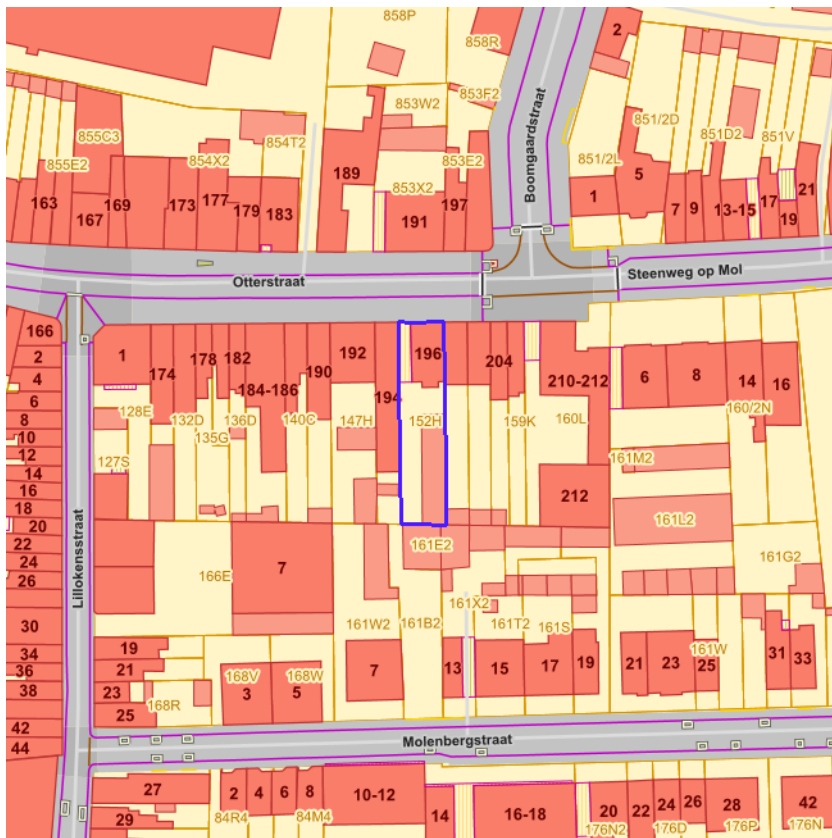 858P
858R
2
853F2
853W2
Boomgaardstraat
851/2D
855C3
854T2
851D2
851V
855E2
854X2
853E2
851/2L
189
5
853X2
1
163
169
173
177
183
197
7
9
13-15
17
21
167
179
191
19
Steenweg op Mol
Otterstraat
166
2
1
178
182
192
196
204
4
174
190
210-212
6
8
14
16
6
184-186
194
128E
132D
136D
140C
147H
152H
159K
160L
160/2N
8
135G
10
12
127S
161M2
14
212
16
18
20
161L2
22
161E2
24
161G2
26
166E
7
Lillokensstraat
161X2
30
161W2
161B2
161T2
161S
34
19
161W
36
21
168V
168W
7
13
15
17
19
21
23
25
31
33
38
23
168R
3
5
25
42
44
Molenbergstraat
27
2
4
6
8
10-12
14
16-18
20
22
24
26
28
42
29
84R4
84M4
176N2
176D
176P
176N